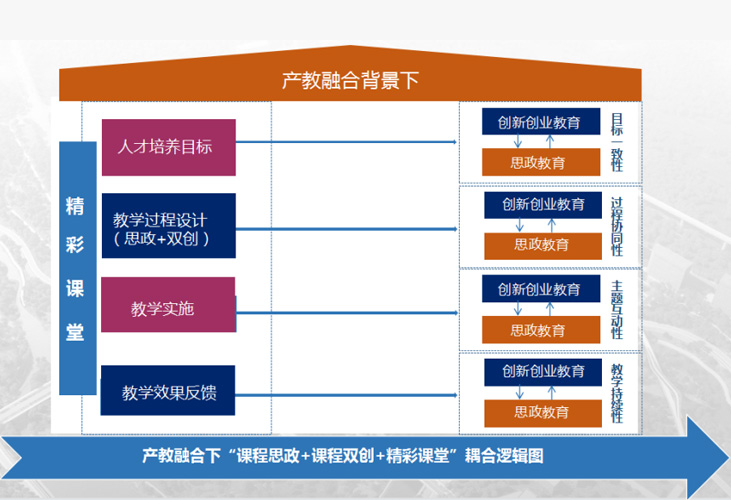 产教融合背景下
精彩课堂
人才培养目标
创新创业教育
思政教育
目标一致性
教学过程设计
（思政+双创）
创新创业教育
思政教育
过程协同性
教学实施
创新创业教育
思政教育
主题互动性
教学效果反馈
创新创业教育
思政教育
教学持续性
产教融合下“课程思政+课程双创+精彩课堂”耦合逻辑图